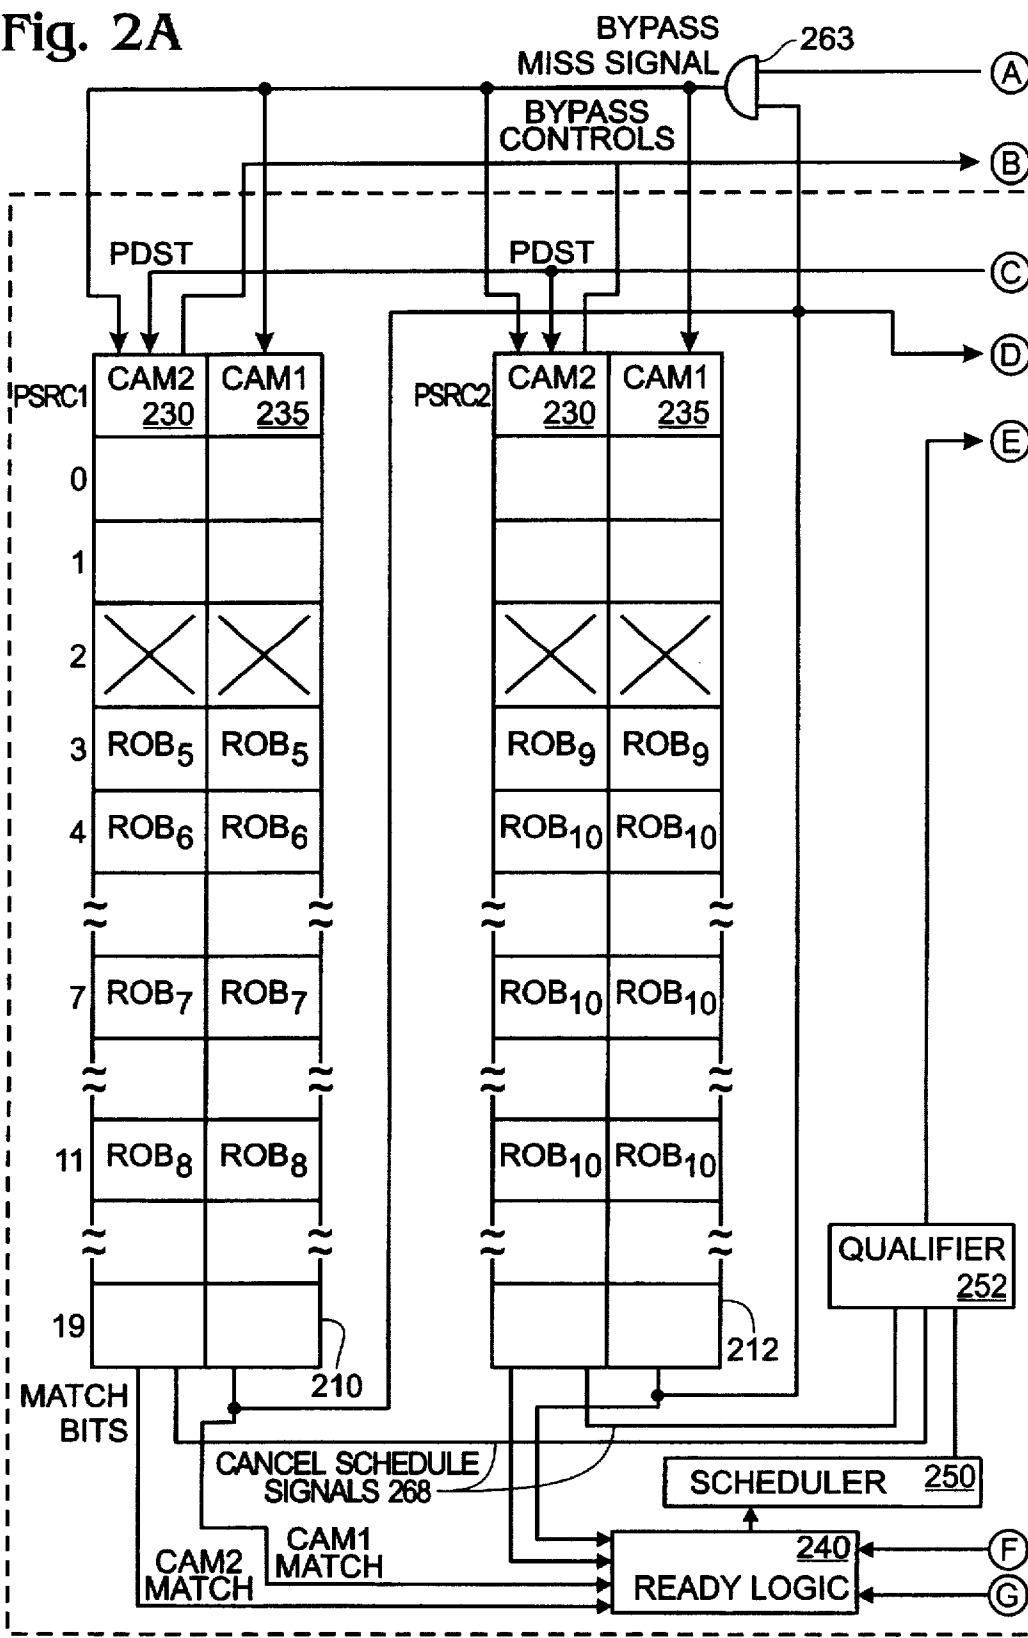 Fig. 2A
BYPASS
MISS SIGNAL
263
A
BYPASS
CONTROLS
B
PDST
PDST
C
D
PSRC1
CAM2
230
CAM1
235
PSRC2
CAM2
230
CAM1
235
E
0
1
2
3 ROB5 ROB5 ROB9 ROB9
4 ROB6 ROB6 ROB10 ROB10
7 ROB7 ROB7 ROB10 ROB10
11 ROB8 ROB8 ROB10 ROB10
QUALIFIER
252
19
210
212
MATCH
BITS
CANCEL SCHEDULE
SIGNALS 268
SCHEDULER 250
CAM1
MATCH
CAM2
MATCH
240
READY LOGIC
F
G